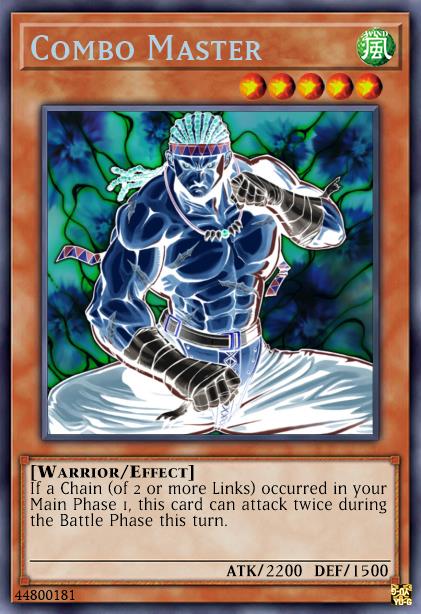 Combo Master
WIND
風
[Warrior/Effect]
If a Chain (of 2 or more Links) occurred in your
Main Phase 1, this card can attack twice during
the Battle Phase this turn.
ATK/2200 DEF/1500
44800181